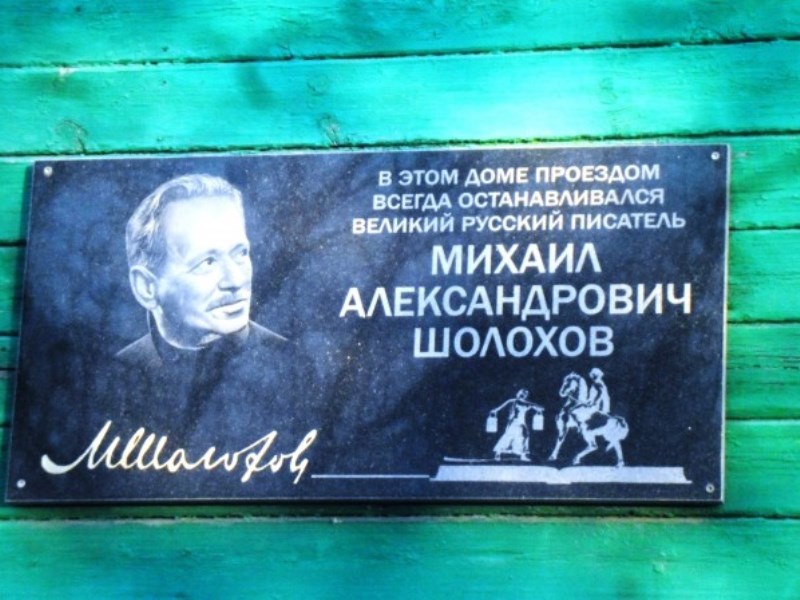 В ЭТОМ ДОМЕ ПРОЕЗДОМ
ВСЕГДА ОСТАНАВЛИВАЛСЯ
ВЕЛИКИЙ РУССКИЙ ПИСАТЕЛЬ
МИХАИЛ
АЛЕКСАНДРОВИЧ
ШОЛОХОВ
МШолохов